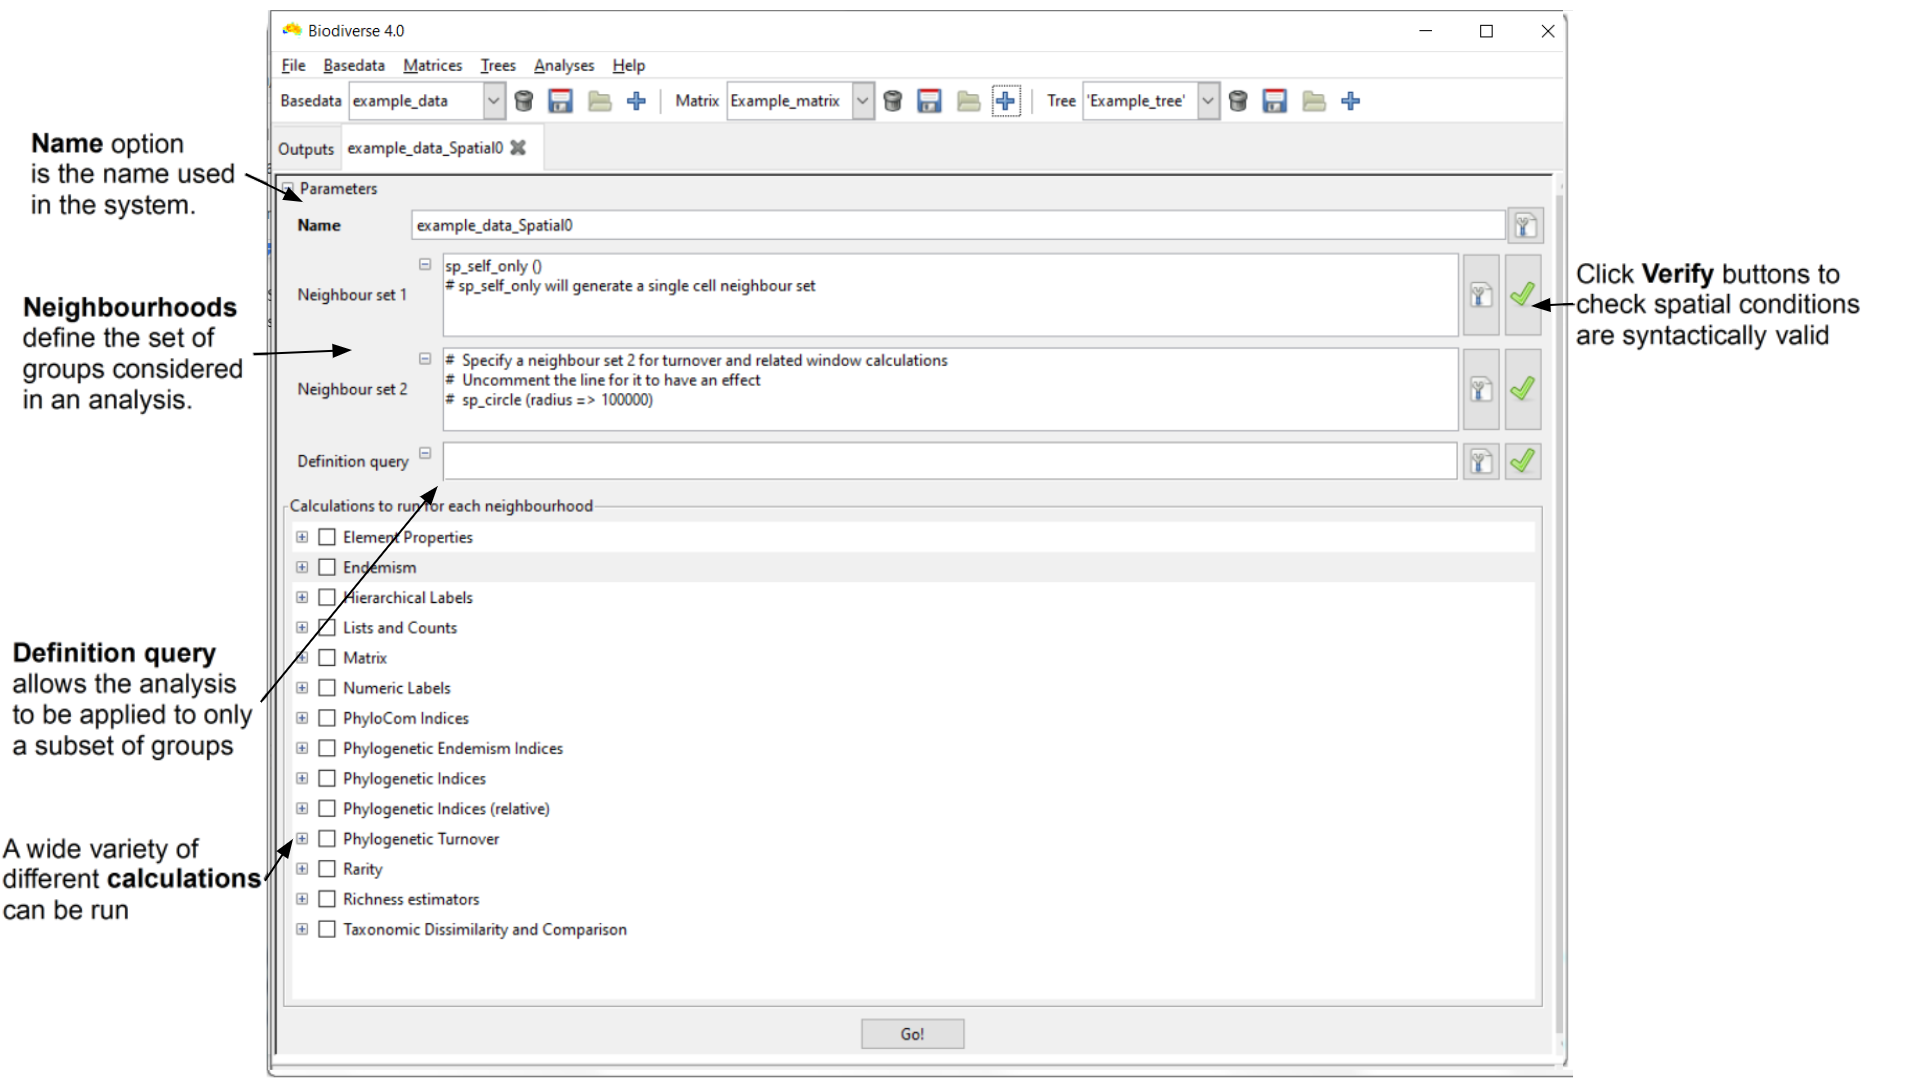 Biodiverse 4.0
File Basedata Matrices Trees Analyses Help
Basedata example_data Matrix Example_matrix Tree 'Example_tree'
Outputs example_data_Spatial0
Parameters
Name example_data_Spatial0
Neighbour set 1
sp_self_only ()
# sp_self_only will generate a single cell neighbour set
Neighbour set 2
# Specify a neighbour set 2 for turnover and related window calculations
# Uncomment the line for it to have an effect
# sp_circle (radius => 100000)
Definition query
Calculations to run for each neighbourhood
Element Properties
Endemism
Hierarchical Labels
Lists and Counts
Matrix
Numeric Labels
PhyloCom Indices
Phylogenetic Endemism Indices
Phylogenetic Indices
Phylogenetic Indices (relative)
Phylogenetic Turnover
Rarity
Richness estimators
Taxonomic Dissimilarity and Comparison
Go!
Name option
is the name used
in the system.
Neighbourhoods
define the set of
groups considered
in an analysis.
Definition query
allows the analysis
to be applied to only
a subset of groups
A wide variety of
different calculations
can be run
Click Verify buttons to
check spatial conditions
are syntactically valid